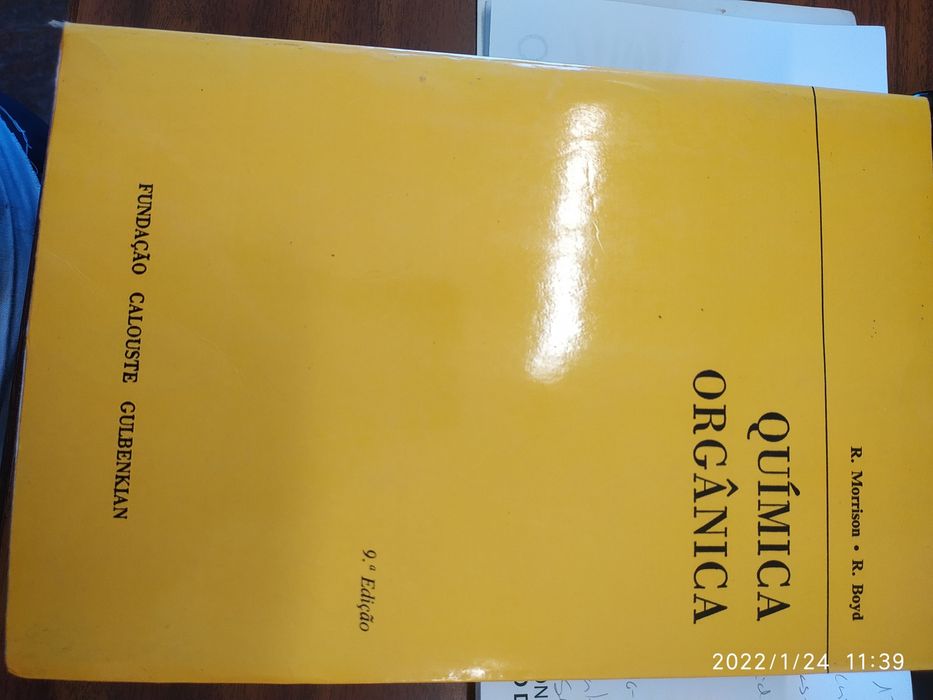 R. Morrison • R. Boyd
QUÍMICA
ORGÂNICA
9.ª Edição
FUNDAÇÃO CALOUSTE GULBENKIAN
2022/1/24 11:39